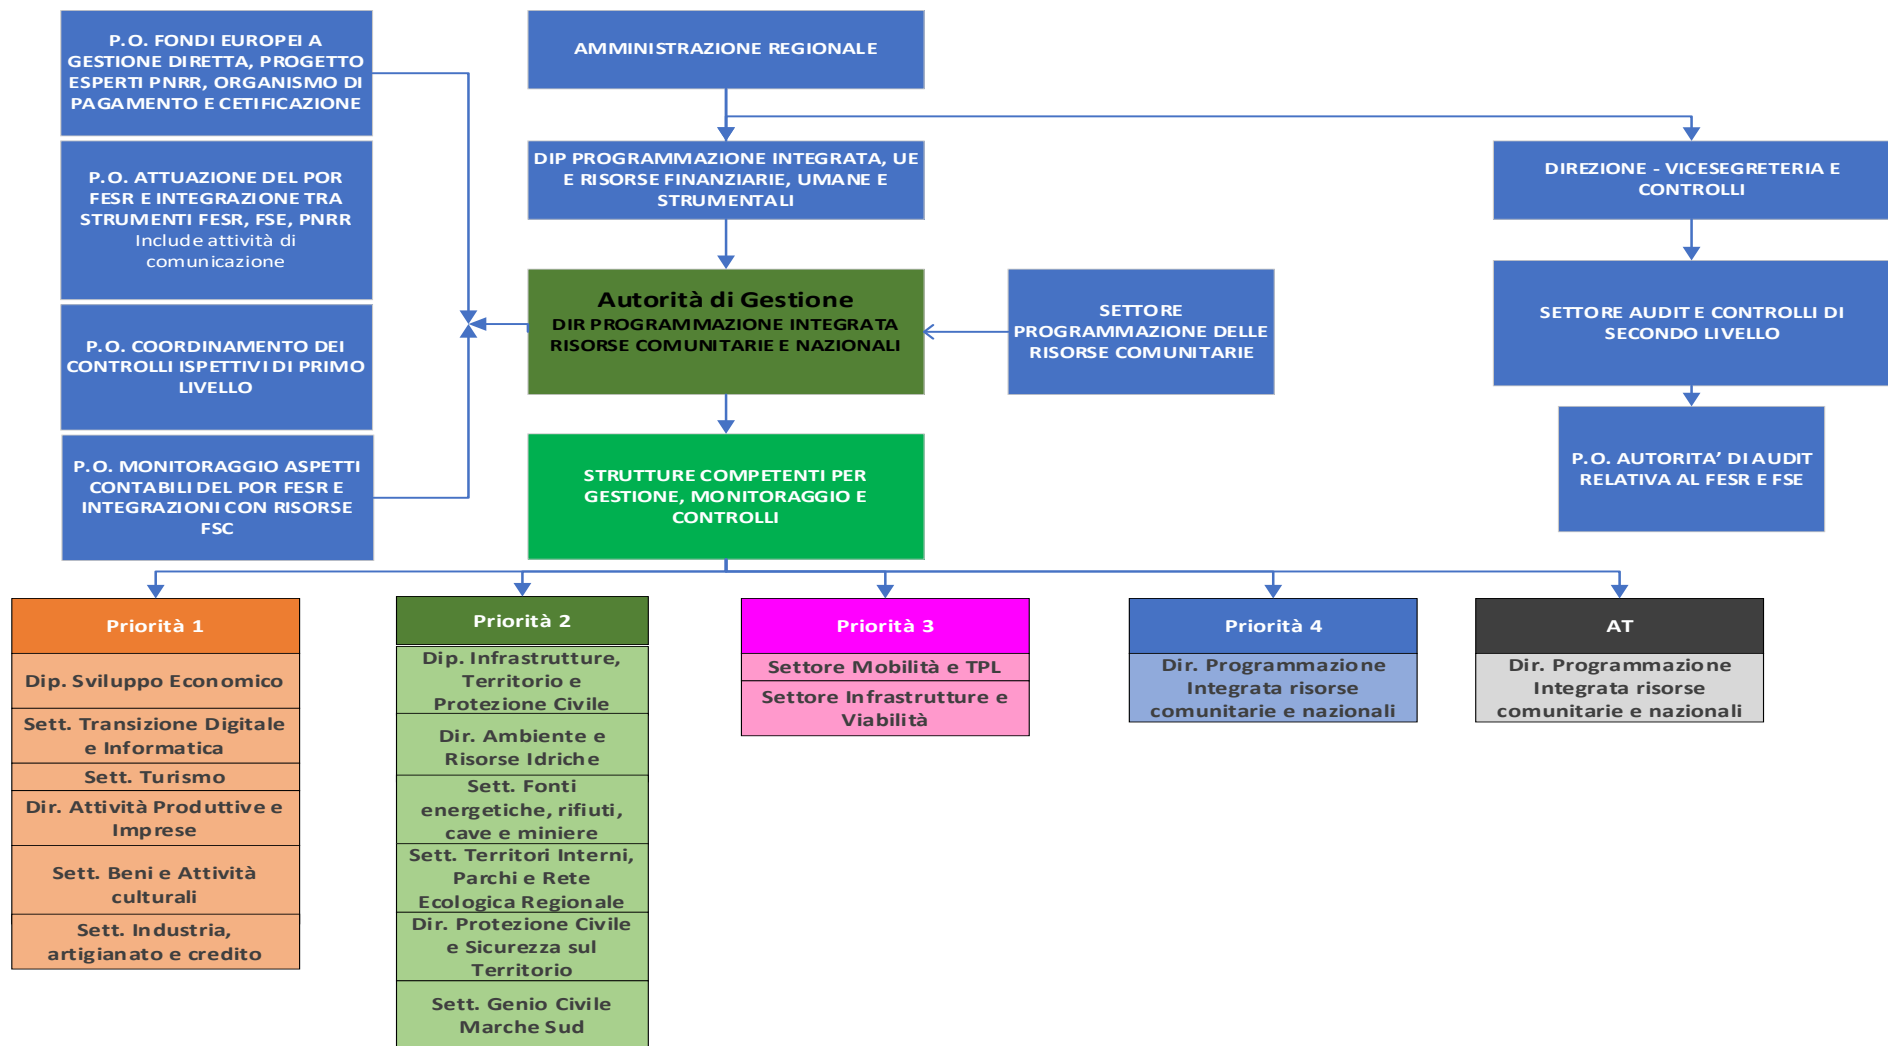 P.O. FONDI EUROPEI A
GESTIONE DIRETTA, PROGETTO
ESPERTI PNRR, ORGANISMO DI
PAGAMENTO E CETIFICAZIONE
AMMINISTRAZIONE REGIONALE
P.O. ATTUAZIONE DEL POR
FESR E INTEGRAZIONE TRA
STRUMENTI FESR, FSE, PNRR
Include attività di
comunicazione
DIP PROGRAMMAZIONE INTEGRATA, UE
E RISORSE FINANZIARIE, UMANE E
STRUMENTALI
DIREZIONE - VICESEGRETERIA E
CONTROLLI
P.O. COORDINAMENTO DEI
CONTROLLI ISPETTIVI DI PRIMO
LIVELLO
Autorità di Gestione
DIR PROGRAMMAZIONE INTEGRATA
RISORSE COMUNITARIE E NAZIONALI
SETTORE
PROGRAMMAZIONE DELLE
RISORSE COMUNITARIE
SETTORE AUDIT E CONTROLLI DI
SECONDO LIVELLO
P.O. MONITORAGGIO ASPETTI
CONTABILI DEL POR FESR E
INTEGRAZIONI CON RISORSE
FSC
STRUTTURE COMPETENTI PER
GESTIONE, MONITORAGGIO E
CONTROLLI
P.O. AUTORITA’ DI AUDIT
RELATIVA AL FESR E FSE
Priorità 1
Dip. Sviluppo Economico
Sett. Transizione Digitale
e Informatica
Sett. Turismo
Dir. Attività Produttive e
Imprese
Sett. Beni e Attività
culturali
Sett. Industria,
artigianato e credito
Priorità 2
Dip. Infrastrutture,
Territorio e
Protezione Civile
Dir. Ambiente e
Risorse Idriche
Sett. Fonti
energetiche, rifiuti,
cave e miniere
Sett. Territori Interni,
Parchi e Rete
Ecologica Regionale
Dir. Protezione Civile
e Sicurezza sul
Territorio
Sett. Genio Civile
Marche Sud
Priorità 3
Settore Mobilità e TPL
Settore Infrastrutture e
Viabilità
Priorità 4
Dir. Programmazione
Integrata risorse
comunitarie e nazionali
AT
Dir. Programmazione
Integrata risorse
comunitarie e nazionali